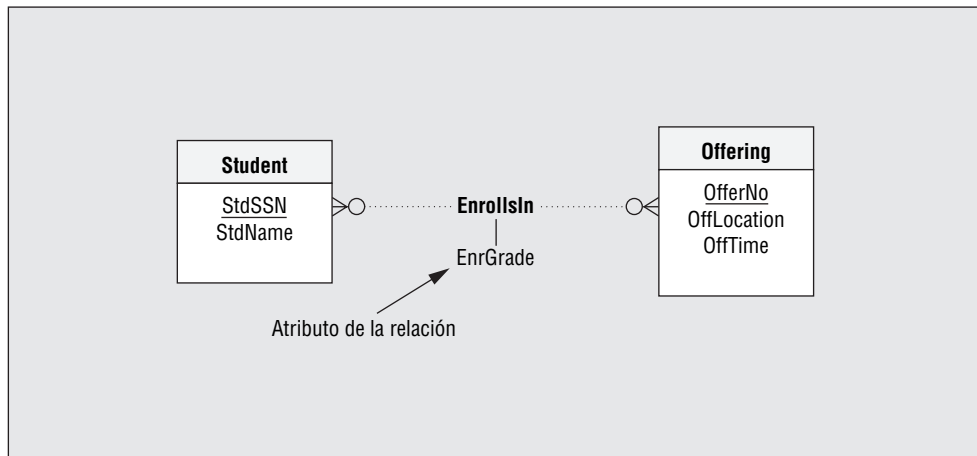 Student
StdSSN
StdName
EnrollsIn
EnrGrade
Atributo de la relación
Offering
OfferNo
OffLocation
OffTime